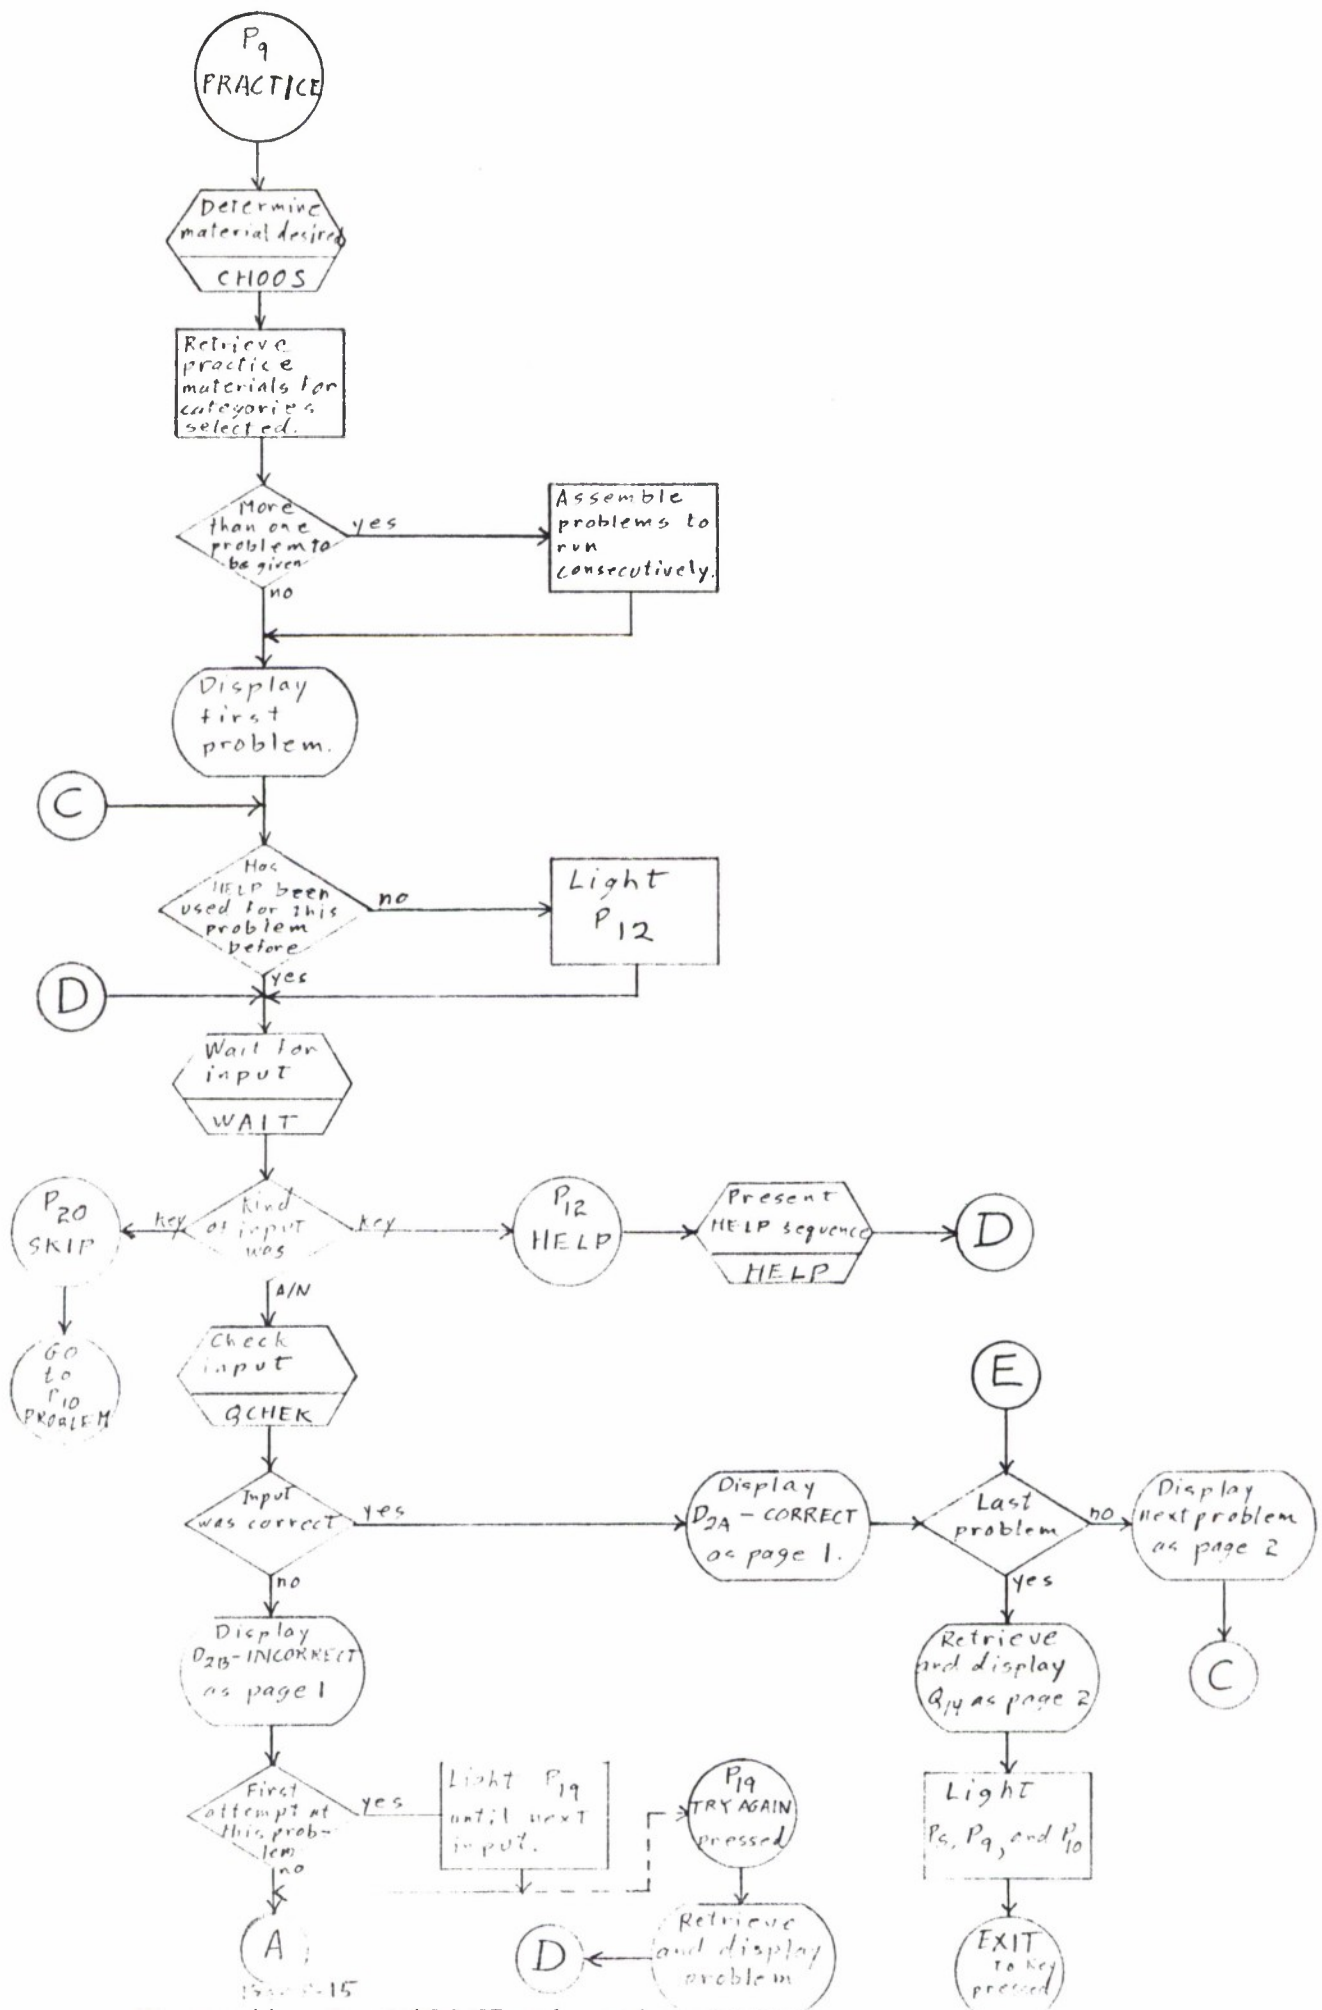 P9
PRACTICE
Determine
material desired
CHOOS
Retrieve
practice
materials for
categories
selected.
More
than one
problem to
be given
yes
no
Assemble
problems to
run
consecutively.
Display
first
problem.
C
Has
HELP been
used for this
problem
before
no
yes
Light
P12
D
Wait for
input
WAIT
P20
SKIP
key
Kind
of input
was
key
P12
HELP
Present
HELP sequence
HELP
D
A/N
Go
to
P10
PROBLEM
Check
input
QCHEK
E
Input
was correct
yes
no
Display
D2A - CORRECT
as page 1.
Last
problem
no
yes
Display
next problem
as page 2
C
Display
D2B-INCORRECT
as page 1
Retrieve
and display
Q14 as page 2
First
attempt at
this prob-
lem
yes
no
Light P19
until next
input.
P19
TRY AGAIN
pressed
Light
P5, P9, and P10
A
15
D
Retrieve
and display
problem
EXIT
To key
pressed